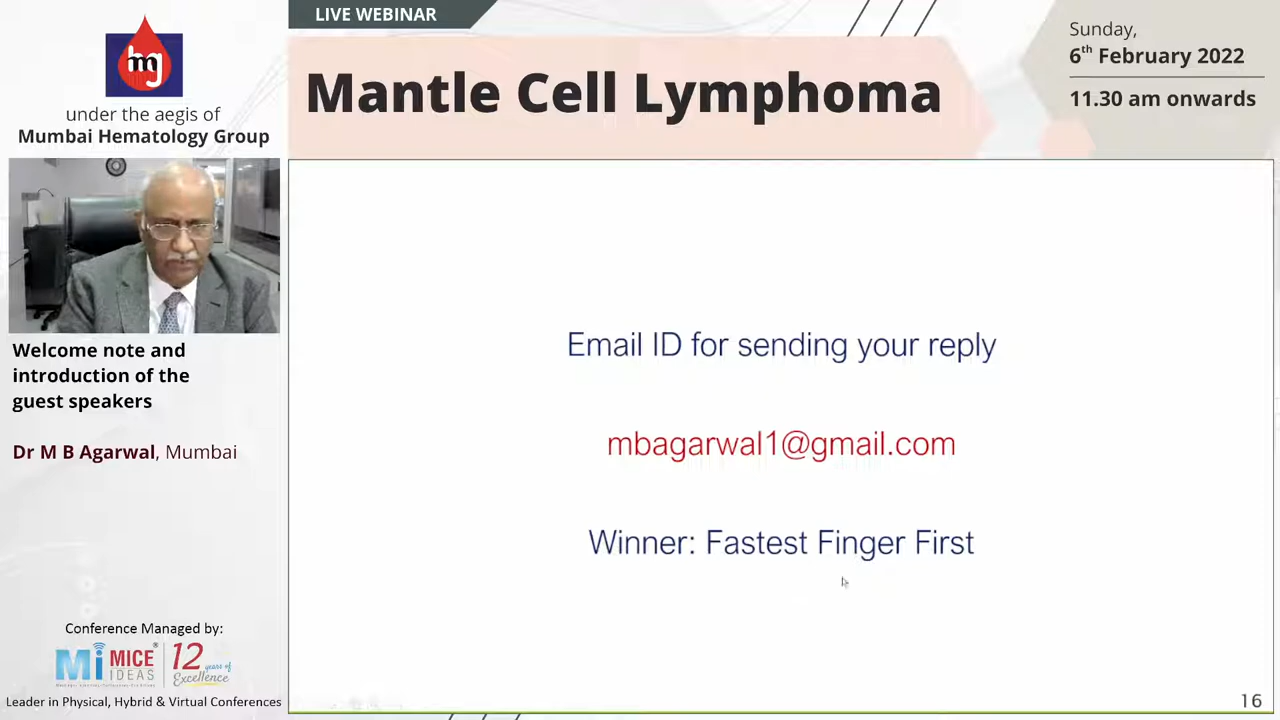 LIVE WEBINAR
Mantle Cell Lymphoma
Sunday,
6th February 2022
11.30 am onwards
mg
under the aegis of
Mumbai Hematology Group
Welcome note and
introduction of the
guest speakers
Dr M B Agarwal, Mumbai
Email ID for sending your reply
mbagarwal1@gmail.com
Winner: Fastest Finger First
Conference Managed by:
Mi MICE IDEAS® 12 years of Excellence
Leader in Physical, Hybrid & Virtual Conferences
16